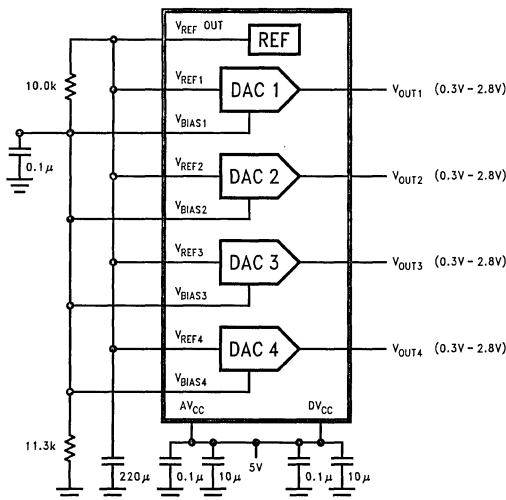 V_REF OUT
REF
10.0k
V_REF1
DAC 1
V_OUT1 (0.3V – 2.8V)
V_BIAS1
0.1μ
V_REF2
DAC 2
V_OUT2 (0.3V – 2.8V)
V_BIAS2
V_REF3
DAC 3
V_OUT3 (0.3V – 2.8V)
V_BIAS3
V_REF4
DAC 4
V_OUT4 (0.3V – 2.8V)
V_BIAS4
AV_CC
DV_CC
11.3k
220μ
0.1μ
10μ
5V
0.1μ
10μ